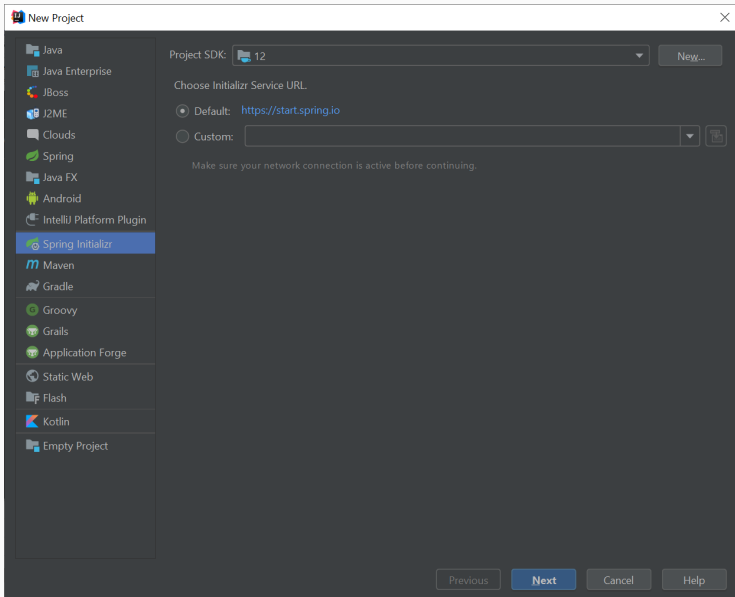 New Project
Java
Java Enterprise
JBoss
J2ME
Clouds
Spring
Java FX
Android
IntelliJ Platform Plugin
Spring Initializr
Maven
Gradle
Groovy
Grails
Application Forge
Static Web
Flash
Kotlin
Empty Project
Project SDK: 12 New...
Choose Initializr Service URL.
Default: https://start.spring.io
Custom:
Make sure your network connection is active before continuing.
Previous Next Cancel Help